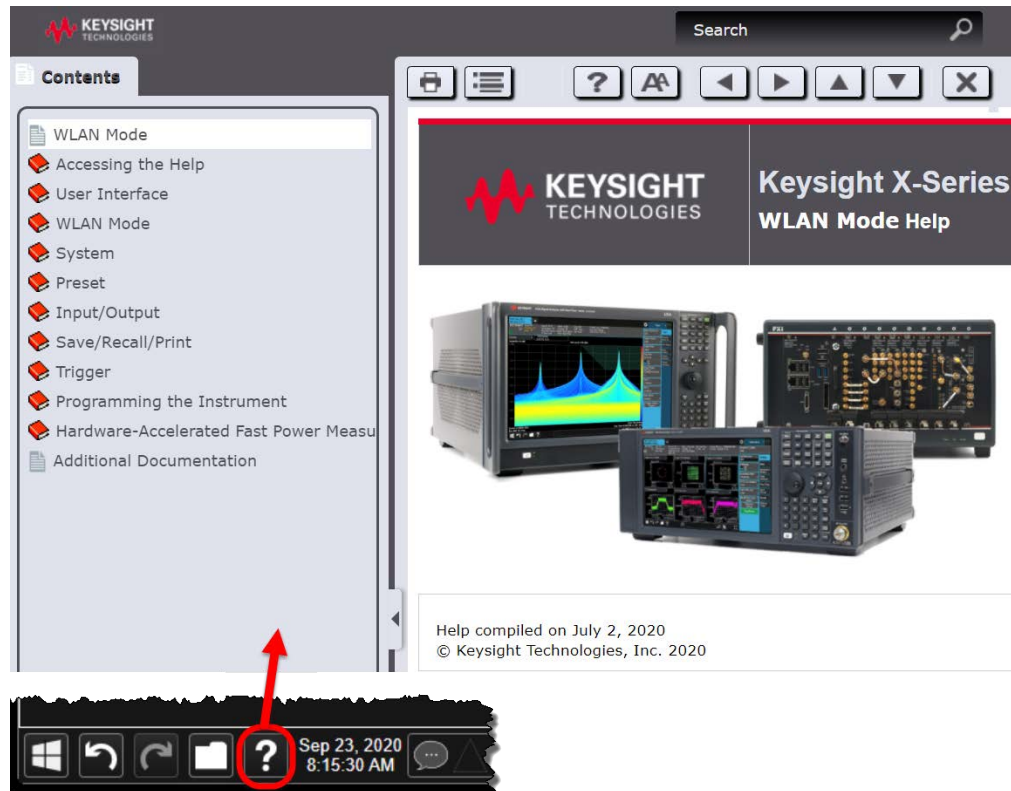 KEYSIGHT
TECHNOLOGIES
Search
Contents
? AA
WLAN Mode
Accessing the Help
User Interface
WLAN Mode
System
Preset
Input/Output
Save/Recall/Print
Trigger
Programming the Instrument
Hardware-Accelerated Fast Power Measu
Additional Documentation
KEYSIGHT
TECHNOLOGIES
Keysight X-Series
WLAN Mode Help
Help compiled on July 2, 2020
© Keysight Technologies, Inc. 2020
?
Sep 23, 2020
8:15:30 AM